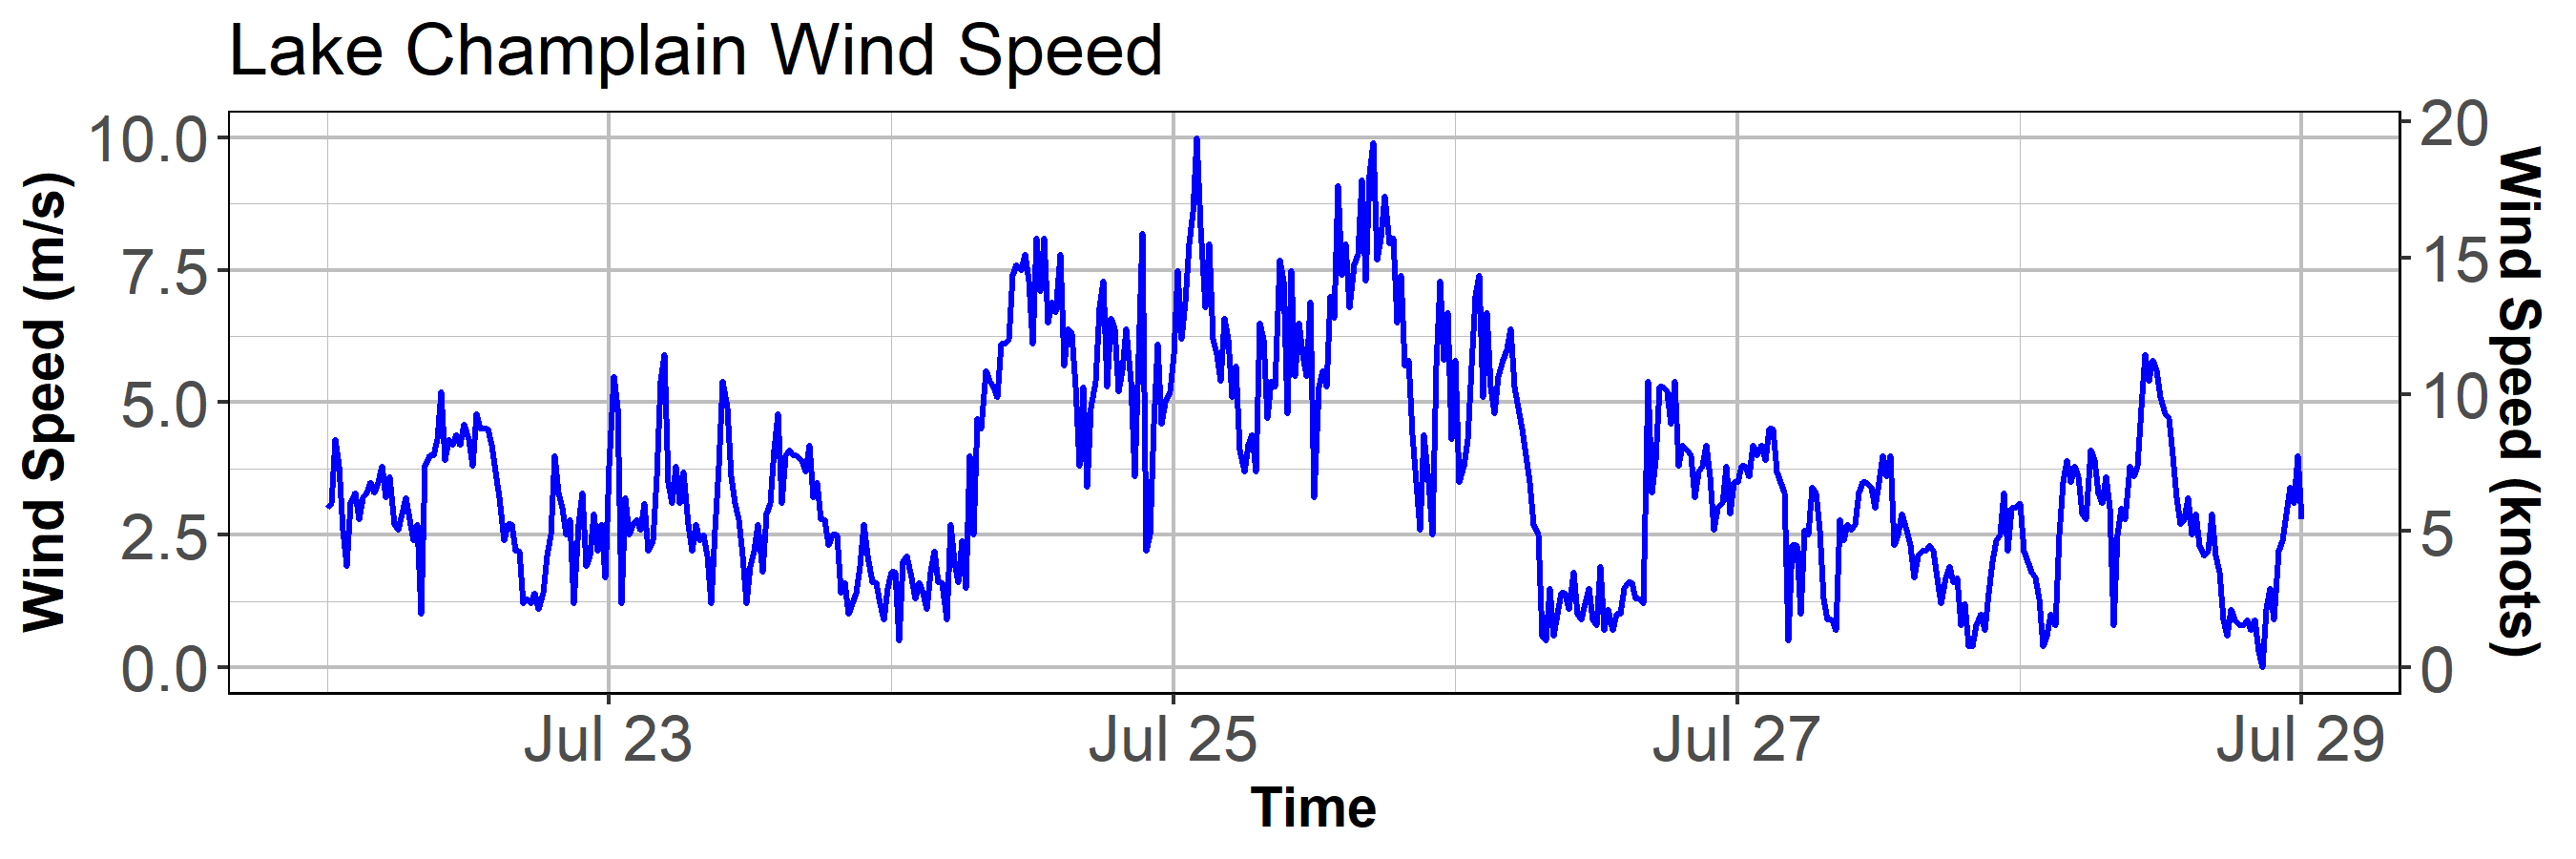 Lake Champlain Wind Speed
Wind Speed (m/s)
10.0
7.5
5.0
2.5
0.0
20
15
10
5
0
Wind Speed (knots)
Jul 23 Jul 25 Jul 27 Jul 29
Time